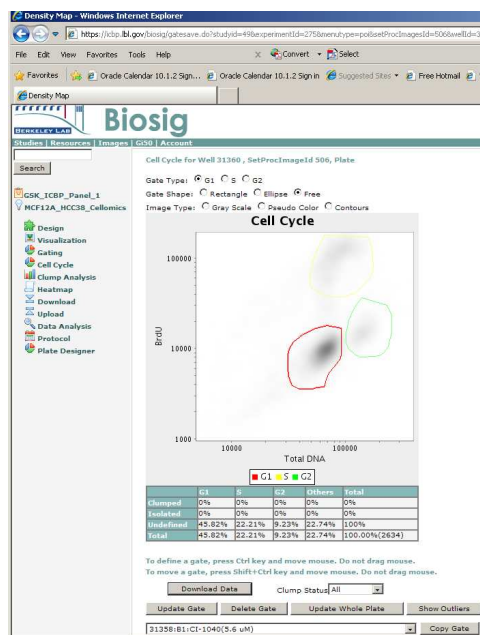 Density Map - Windows Internet Explorer
https://icbp.lbl.gov/biosig/gatesave.do?studyid=49&experimentId=275&menutype=poi&setProcImagesId=506&wellId=3
File Edit View Favorites Tools Help x Convert Select
Favorites Oracle Calendar 10.1.2 Sign... Oracle Calendar 10.1.2 Sign in Suggested Sites Free Hotmail
Density Map
BERKELEY LAB Biosig
Studies | Resources | Images | Gi50 | Account
Search
Cell Cycle for Well 31360 , SetProcImageId 506, Plate
Gate Type: G1 S G2
Gate Shape: Rectangle Ellipse Free
Image Type: Gray Scale Pseudo Color Contours
GSK_ICBP_Panel_1
MCF12A_HCC38_Cellomics
Design
Visualization
Gating
Cell Cycle
Clump Analysis
Heatmap
Download
Upload
Data Analysis
Protocol
Plate Designer
Cell Cycle
100000
BrdU
10000
1000
10000 100000
Total DNA
G1 S G2
G1 S G2 Others Total
Clumped 0% 0% 0% 0% 0%
Isolated 0% 0% 0% 0% 0%
Undefined 45.82% 22.21% 9.23% 22.74% 100%
Total 45.82% 22.21% 9.23% 22.74% 100.00%(2634)
To define a gate, press Ctrl key and move mouse. Do not drag mouse.
To move a gate, press Shift+Ctrl key and move mouse. Do not drag mouse.
Download Data Clump Status All
Update Gate Delete Gate Update Whole Plate Show Outliers
31358:B1:CI-1040(5.6 uM) Copy Gate